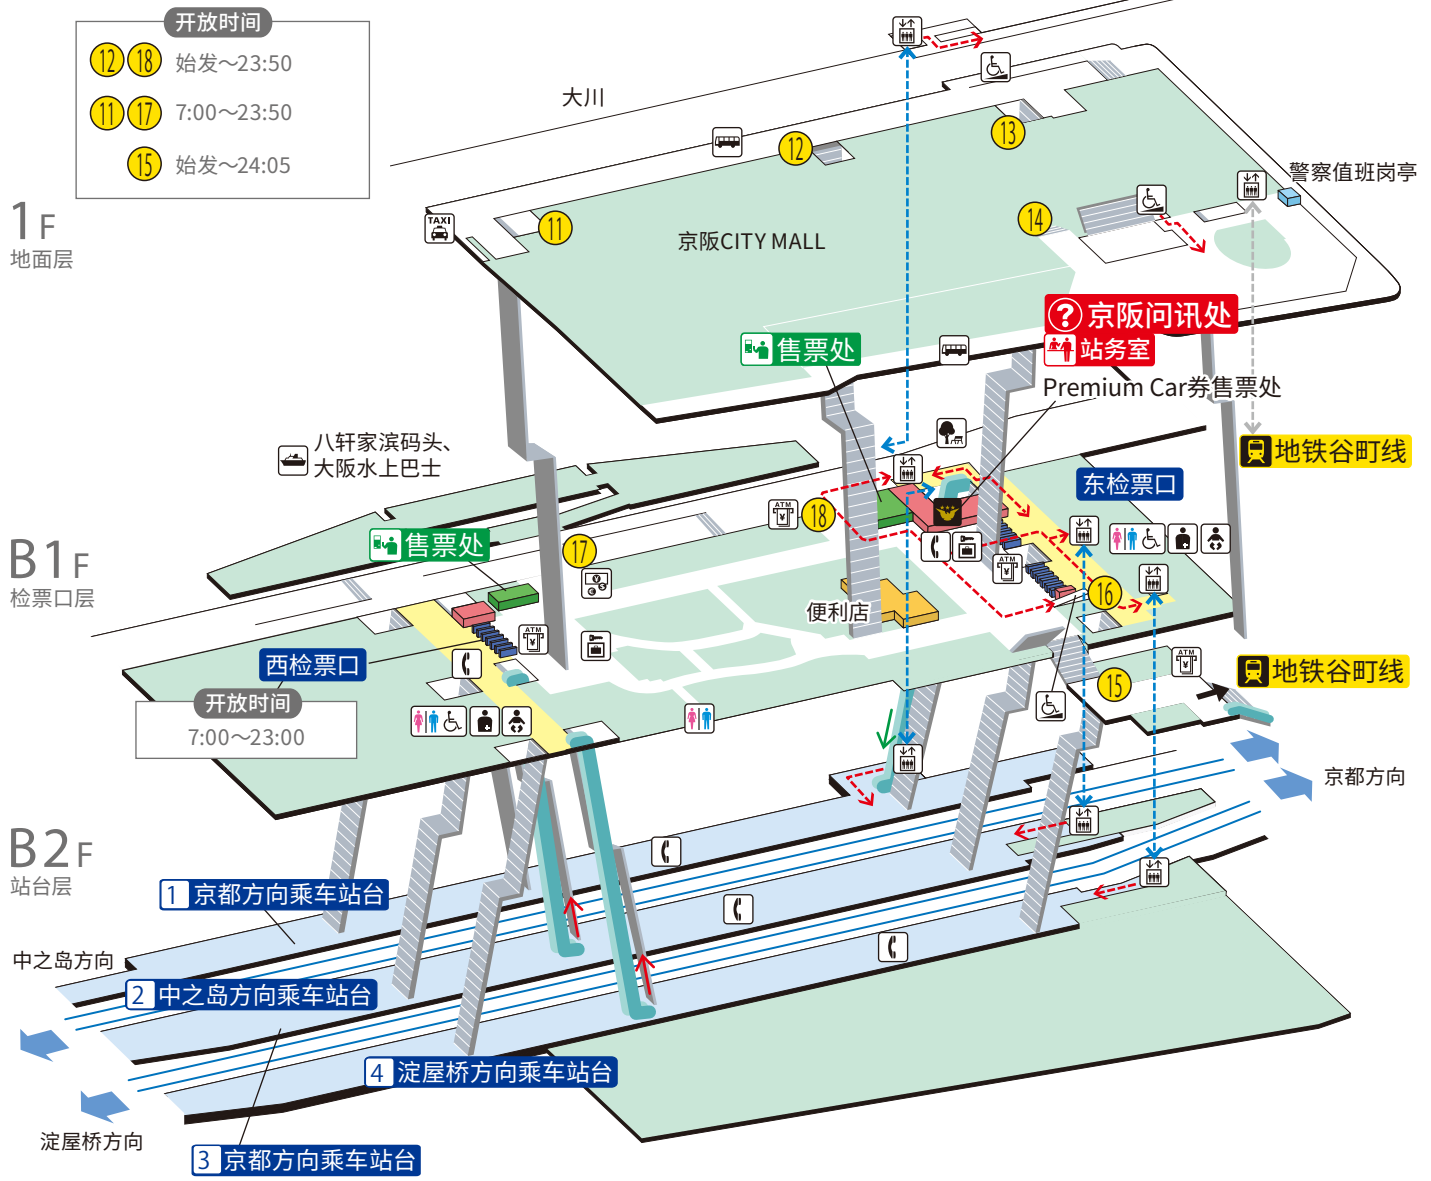 开放时间
12 18 始发～23:50
11 17 7:00～23:50
15 始发～24:05
1F
地面层
大川
12
13
警察值班岗亭
TAXI
11
14
京阪CITY MALL
? 京阪问讯处
售票处
站务室
Premium Car券售票处
八轩家滨码头、
大阪水上巴士
地铁谷町线
东检票口
ATM
18
售票处
17
B1F
检票口层
ATM
16
便利店
ATM
西检票口
ATM
地铁谷町线
15
开放时间
7:00～23:00
京都方向
B2F
站台层
1 京都方向乘车站台
中之岛方向
2 中之岛方向乘车站台
4 淀屋桥方向乘车站台
淀屋桥方向
3 京都方向乘车站台